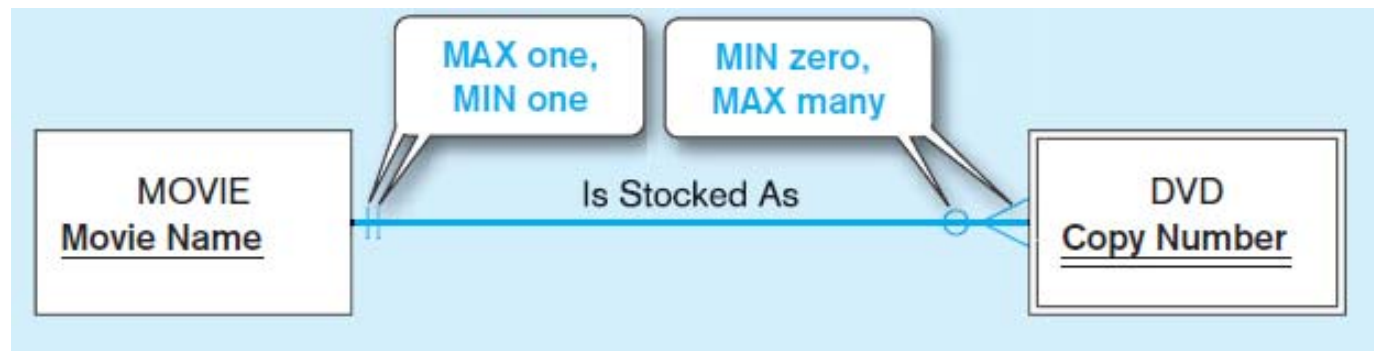 MAX one,
MIN one
MIN zero,
MAX many
MOVIE
Movie Name
Is Stocked As
DVD
Copy Number